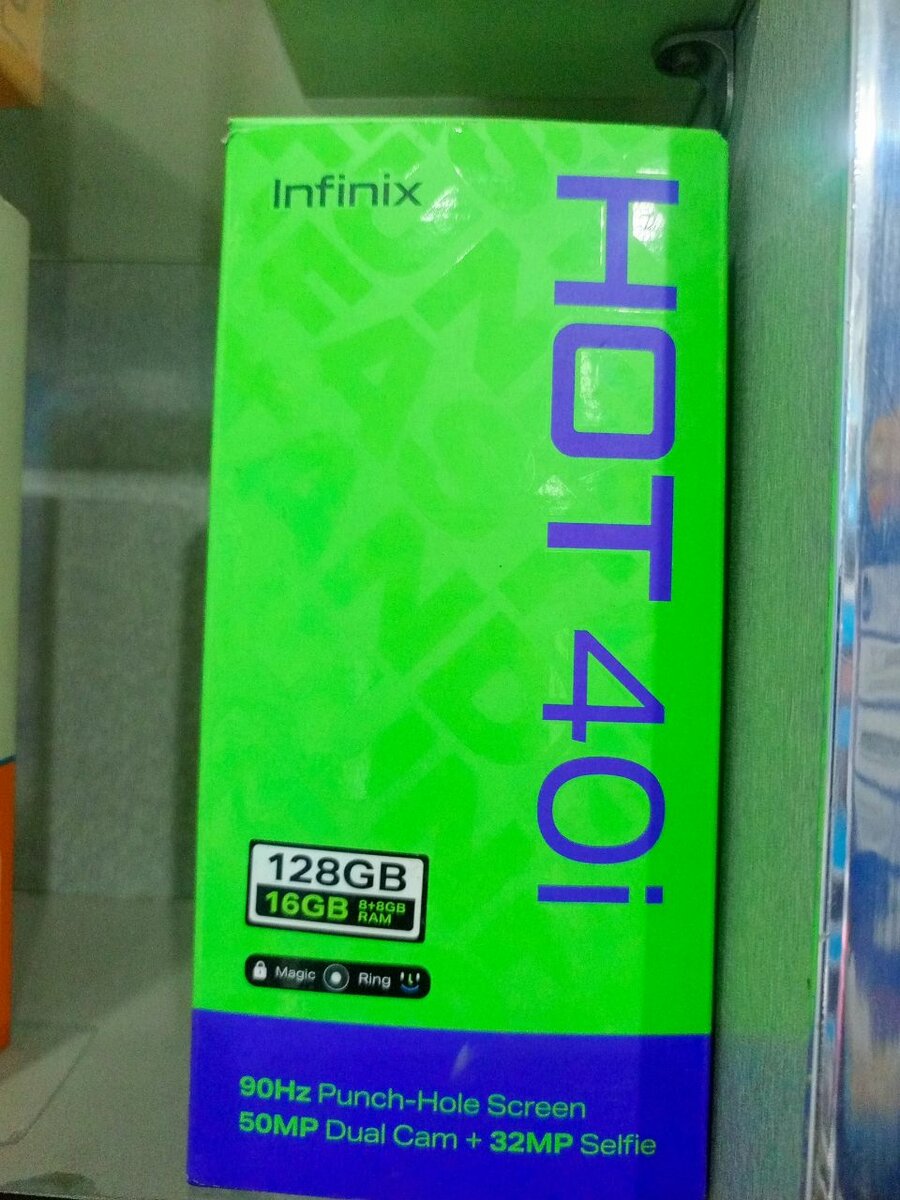 Infinix
HOT 40i
128GB
16GB 8+8GB RAM
Magic Ring
90Hz Punch-Hole Screen
50MP Dual Cam + 32MP Selfie